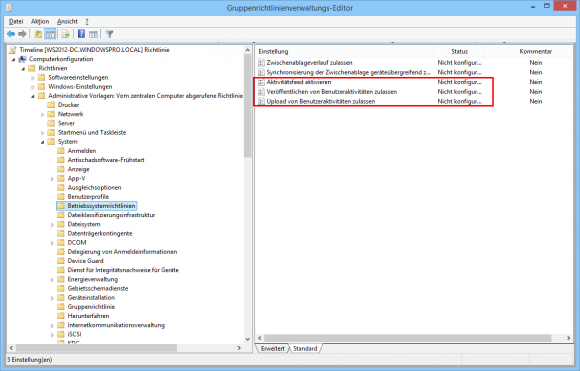 Gruppenrichtlinienverwaltungs-Editor
Datei Aktion Ansicht ?
Timeline [WS2012-DC.WINDOWSPRO.LOCAL] Richtlinie
Computerkonfiguration
Richtlinien
Softwareeinstellungen
Windows-Einstellungen
Administrative Vorlagen: Vom zentralen Computer abgerufene Richtlinie
Drucker
Netzwerk
Server
Startmenü und Taskleiste
System
Anmelden
Antischadsoftware-Frühstart
Anzeige
App-V
Ausgleichsoptionen
Benutzerprofile
Betriebssystemrichtlinien
Dateiklassifizierungsinfrastruktur
Dateisystem
Datenträgerkontingente
DCOM
Delegierung von Anmeldeinformationen
Device Guard
Dienst für Integritätsnachweise für Geräte
Energieverwaltung
Gebietsschemadienste
Geräteinstallation
Gruppenrichtlinie
Herunterfahren
Internetkommunikationsverwaltung
iSCSI
KDC
Einstellung Status Kommentar
Zwischenablageverlauf zulassen Nicht konfigur... Nein
Synchronisierung der Zwischenablage geräteübergreifend z... Nicht konfigur... Nein
Aktivitätsfeed aktivieren Nicht konfigur... Nein
Veröffentlichen von Benutzeraktivitäten zulassen Nicht konfigur... Nein
Upload von Benutzeraktivitäten zulassen Nicht konfigur... Nein
Erweitert Standard
5 Einstellung(en)